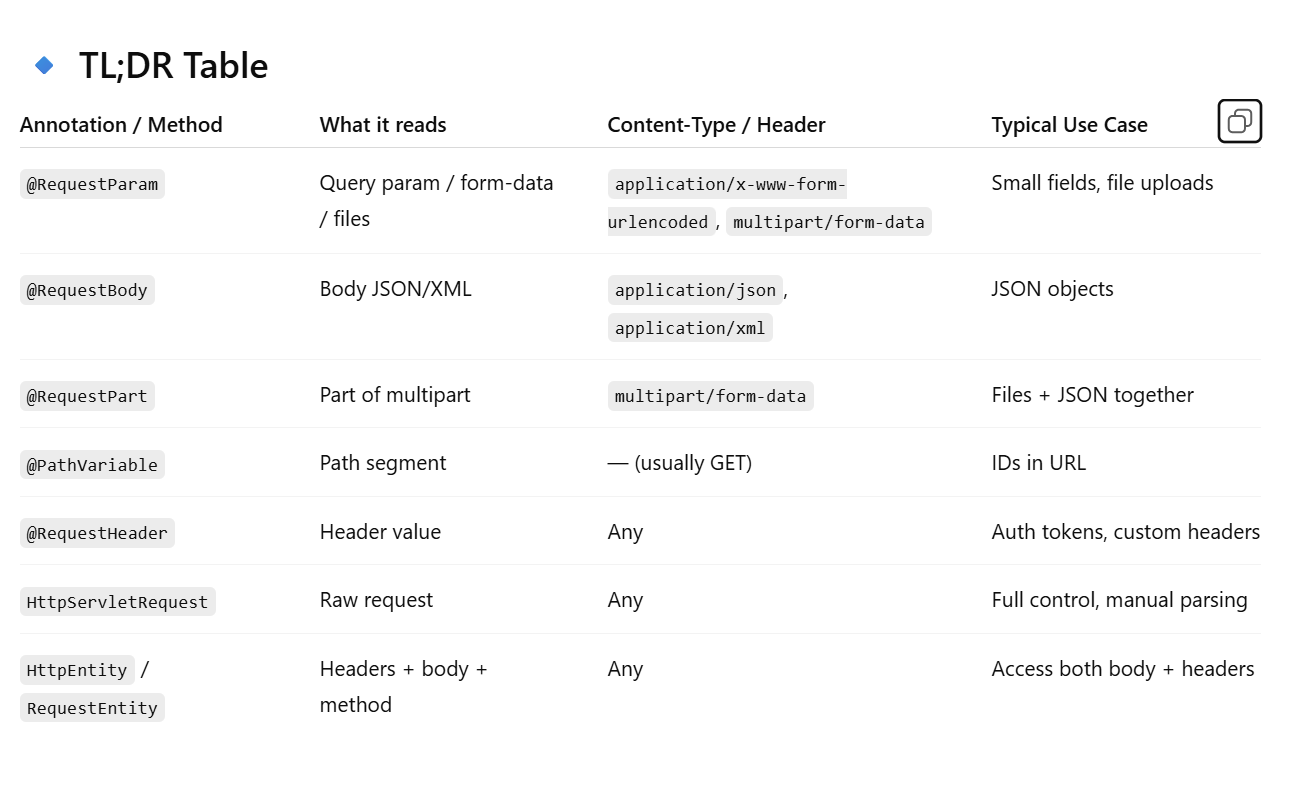 TL;DR Table
Annotation / Method What it reads Content-Type / Header Typical Use Case
@RequestParam Query param / form-data / files application/x-www-form-urlencoded, multipart/form-data Small fields, file uploads
@RequestBody Body JSON/XML application/json, application/xml JSON objects
@RequestPart Part of multipart multipart/form-data Files + JSON together
@PathVariable Path segment — (usually GET) IDs in URL
@RequestHeader Header value Any Auth tokens, custom headers
HttpServletRequest Raw request Any Full control, manual parsing
HttpEntity / RequestEntity Headers + body + method Any Access both body + headers